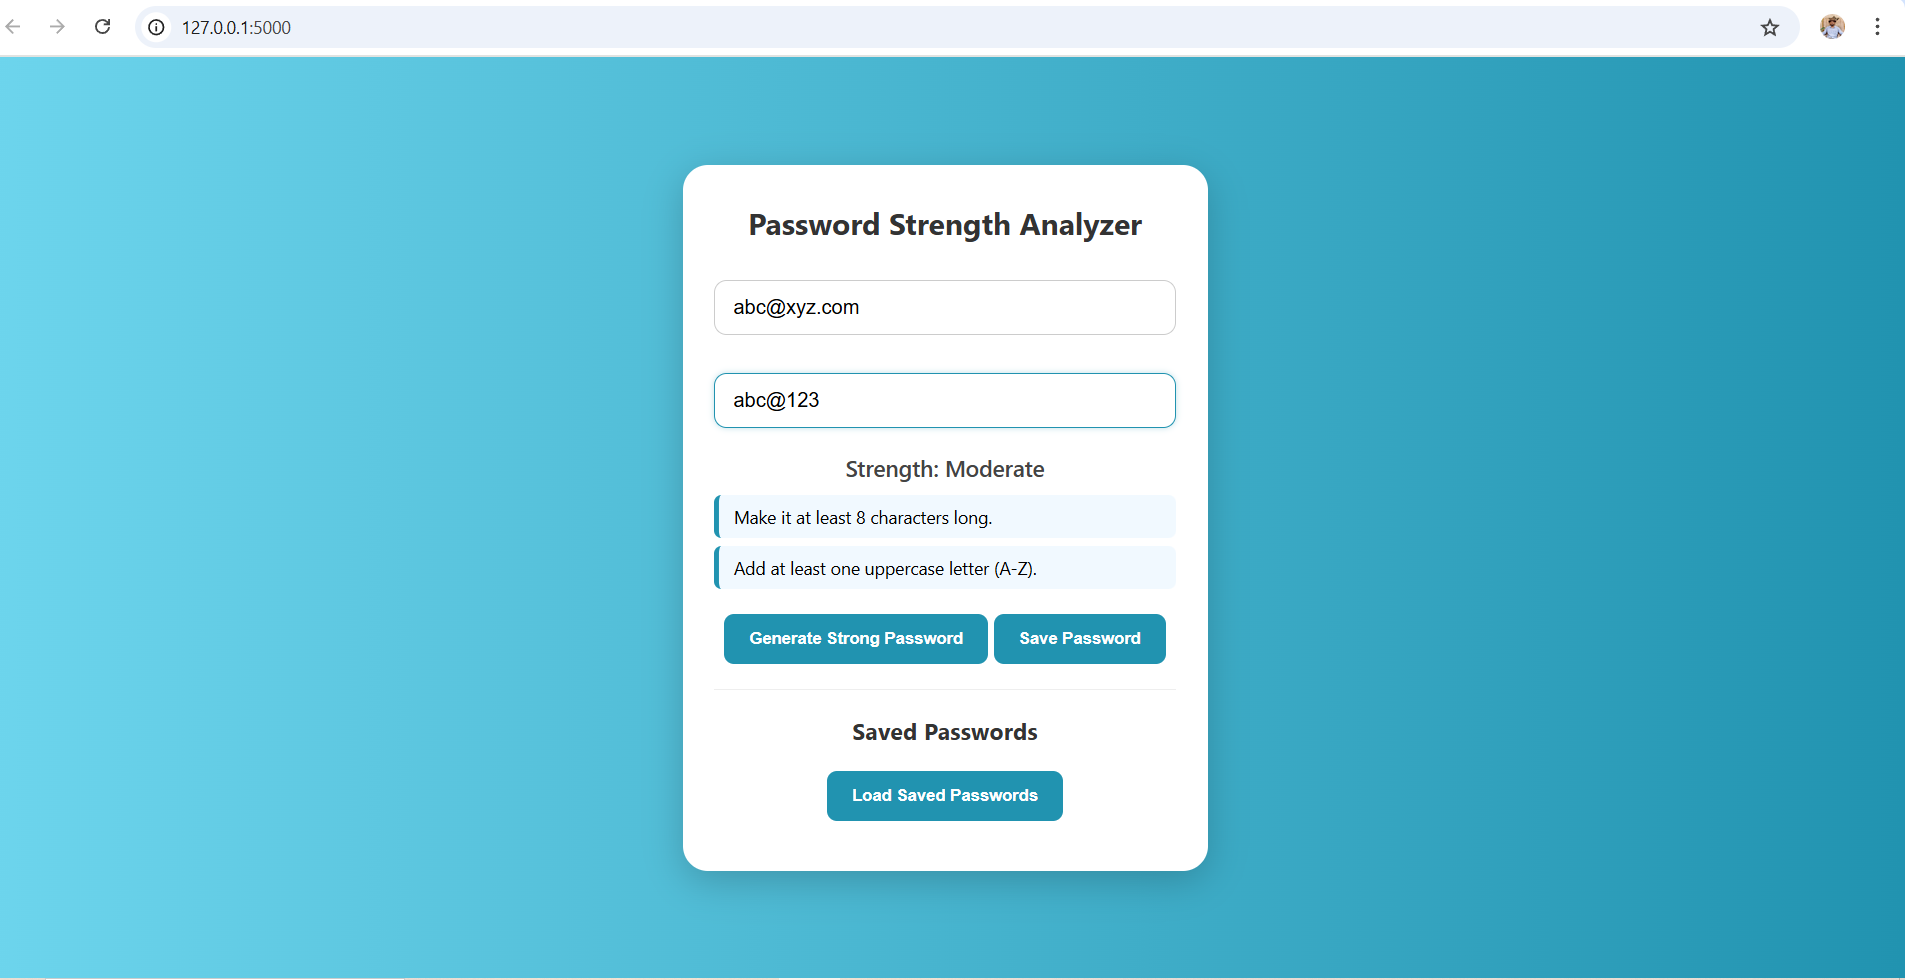 127.0.0.1:5000
Password Strength Analyzer
abc@xyz.com
abc@123
Strength: Moderate
Make it at least 8 characters long.
Add at least one uppercase letter (A-Z).
Generate Strong Password Save Password
Saved Passwords
Load Saved Passwords